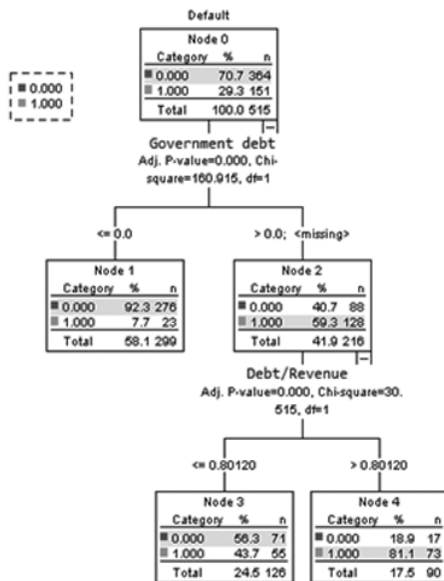 Default
Node 0
Category % n
0.000 70.7 364
1.000 29.3 151
Total 100.0 515
0.000
1.000
Government debt
Adj. P-value=0.000, Chi-
square=160.915, df=1
<= 0.0
> 0.0; <missing>
Node 1
Category % n
0.000 92.3 276
1.000 7.7 23
Total 58.1 299
Node 2
Category % n
0.000 40.7 88
1.000 59.3 128
Total 41.9 216
Debt/Revenue
Adj. P-value=0.000, Chi-square=30.
515, df=1
<= 0.80120
> 0.80120
Node 3
Category % n
0.000 56.3 71
1.000 43.7 55
Total 24.5 126
Node 4
Category % n
0.000 18.9 17
1.000 81.1 73
Total 17.5 90